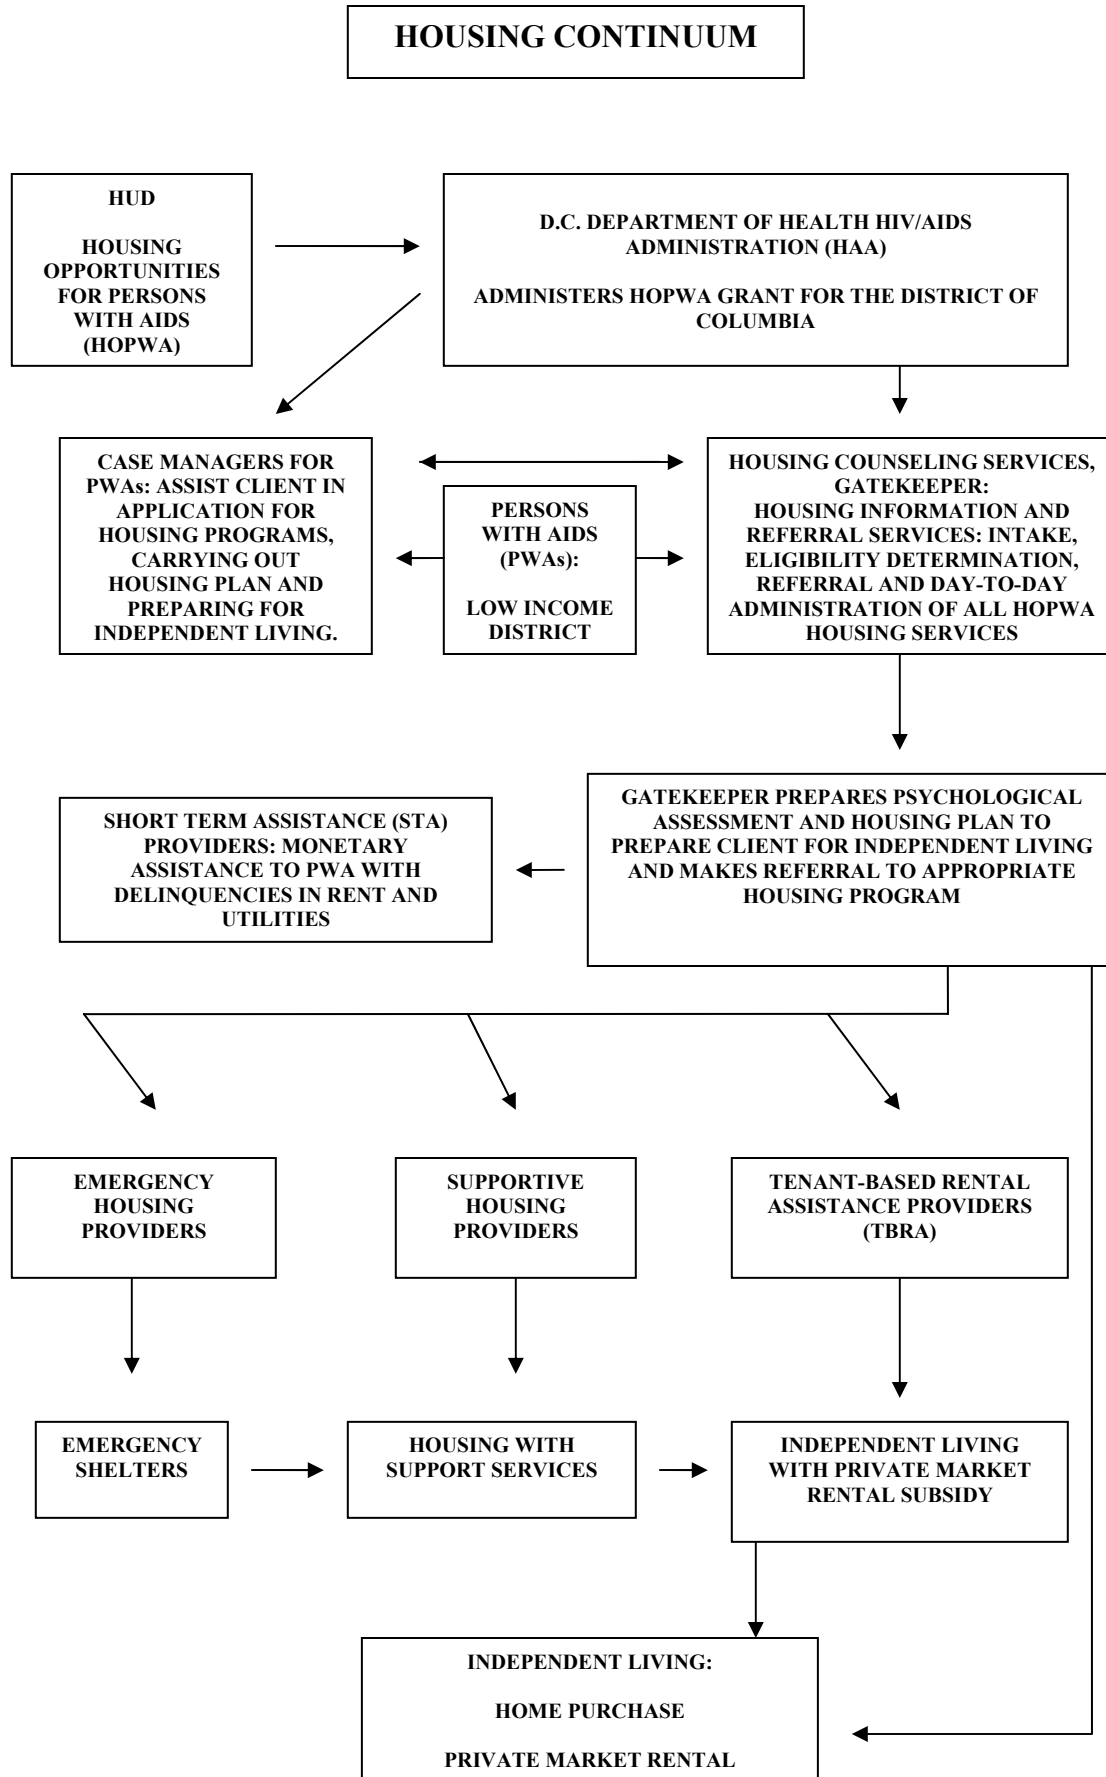 HOUSING CONTINUUM
HUD
HOUSING
OPPORTUNITIES
FOR PERSONS
WITH AIDS
(HOPWA)
D.C. DEPARTMENT OF HEALTH HIV/AIDS
ADMINISTRATION (HAA)
ADMINISTERS HOPWA GRANT FOR THE DISTRICT OF
COLUMBIA
CASE MANAGERS FOR
PWAs: ASSIST CLIENT IN
APPLICATION FOR
HOUSING PROGRAMS,
CARRYING OUT
HOUSING PLAN AND
PREPARING FOR
INDEPENDENT LIVING.
PERSONS
WITH AIDS
(PWAs):
LOW INCOME
DISTRICT
HOUSING COUNSELING SERVICES,
GATEKEEPER:
HOUSING INFORMATION AND
REFERRAL SERVICES: INTAKE,
ELIGIBILITY DETERMINATION,
REFERRAL AND DAY-TO-DAY
ADMINISTRATION OF ALL HOPWA
HOUSING SERVICES
SHORT TERM ASSISTANCE (STA)
PROVIDERS: MONETARY
ASSISTANCE TO PWA WITH
DELINQUENCIES IN RENT AND
UTILITIES
GATEKEEPER PREPARES PSYCHOLOGICAL
ASSESSMENT AND HOUSING PLAN TO
PREPARE CLIENT FOR INDEPENDENT LIVING
AND MAKES REFERRAL TO APPROPRIATE
HOUSING PROGRAM
EMERGENCY
HOUSING
PROVIDERS
SUPPORTIVE
HOUSING
PROVIDERS
TENANT-BASED RENTAL
ASSISTANCE PROVIDERS
(TBRA)
EMERGENCY
SHELTERS
HOUSING WITH
SUPPORT SERVICES
INDEPENDENT LIVING
WITH PRIVATE MARKET
RENTAL SUBSIDY
INDEPENDENT LIVING:
HOME PURCHASE
PRIVATE MARKET RENTAL